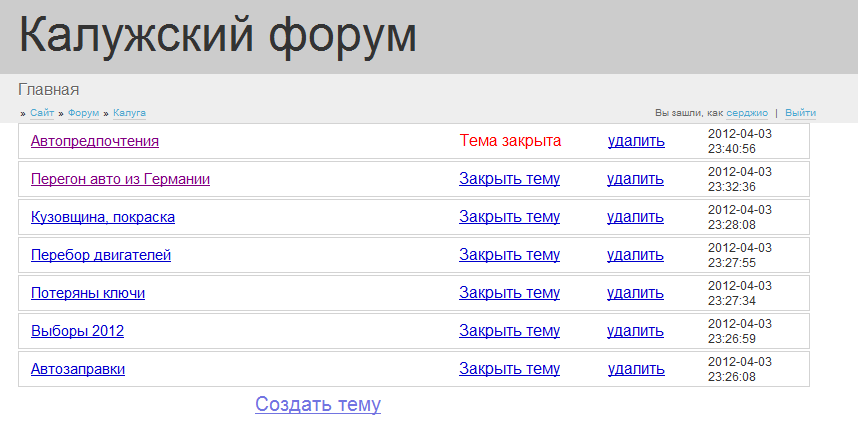 Калужский форум
Главная
» Сайт » Форум » Калуга Вы зашли, как серджио | Выйти
Автопредпочтения Тема закрыта удалить 2012-04-03
23:40:56
Перегон авто из Германии Закрыть тему удалить 2012-04-03
23:32:36
Кузовщина, покраска Закрыть тему удалить 2012-04-03
23:28:08
Перебор двигателей Закрыть тему удалить 2012-04-03
23:27:55
Потеряны ключи Закрыть тему удалить 2012-04-03
23:27:34
Выборы 2012 Закрыть тему удалить 2012-04-03
23:26:59
Автозаправки Закрыть тему удалить 2012-04-03
23:26:08
Создать тему